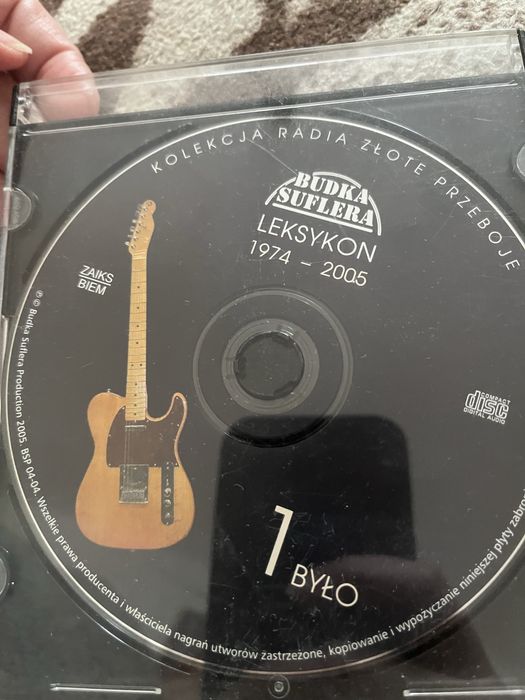 KOLEKCJA RADIA ZŁOTE PRZEBOJE
BUDKA
SUFLERA
LEKSYKON
1974 - 2005
ZAIKS
BIEM
COMPACT
disc
DIGITAL AUDIO
1
BYŁO
℗ © Budka Suflera Production 2005. BSP 04-04. Wszelkie prawa producenta i właściciela nagrań utworów zastrzeżone, kopiowanie i wypożyczanie niniejszej płyty zabro